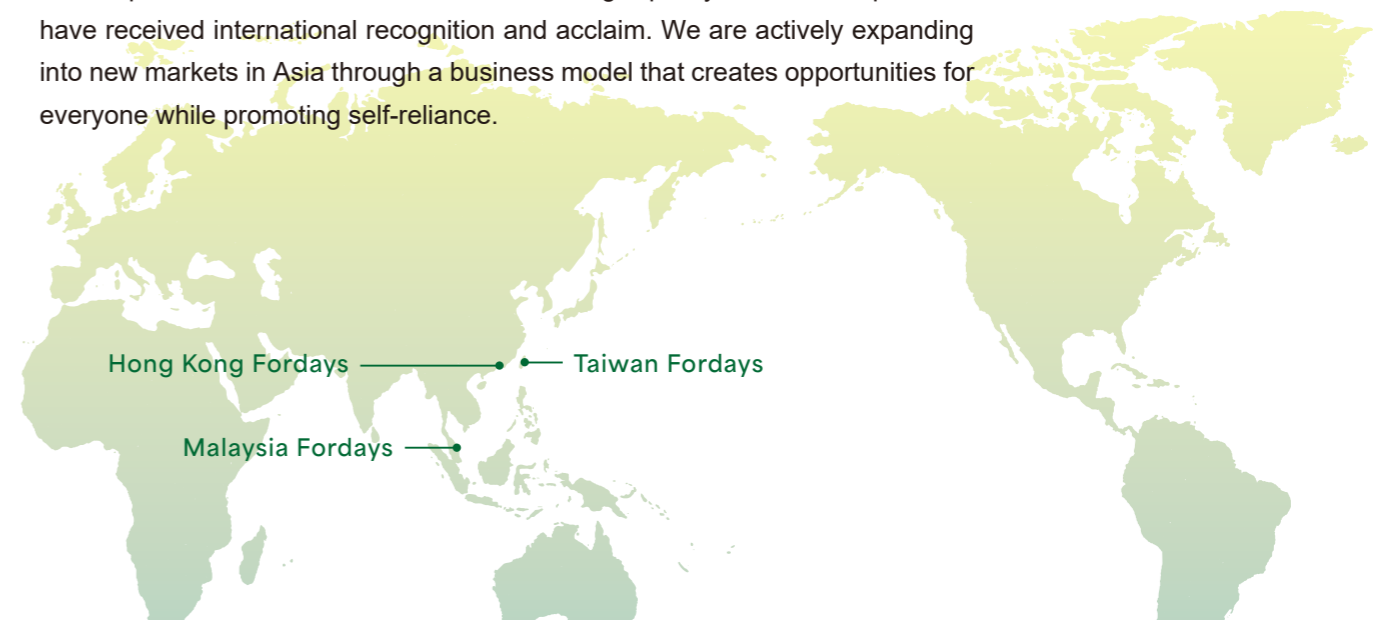 have received international recognition and acclaim. We are actively expanding
into new markets in Asia through a business model that creates opportunities for
everyone while promoting self-reliance.
Hong Kong Fordays
Taiwan Fordays
Malaysia Fordays